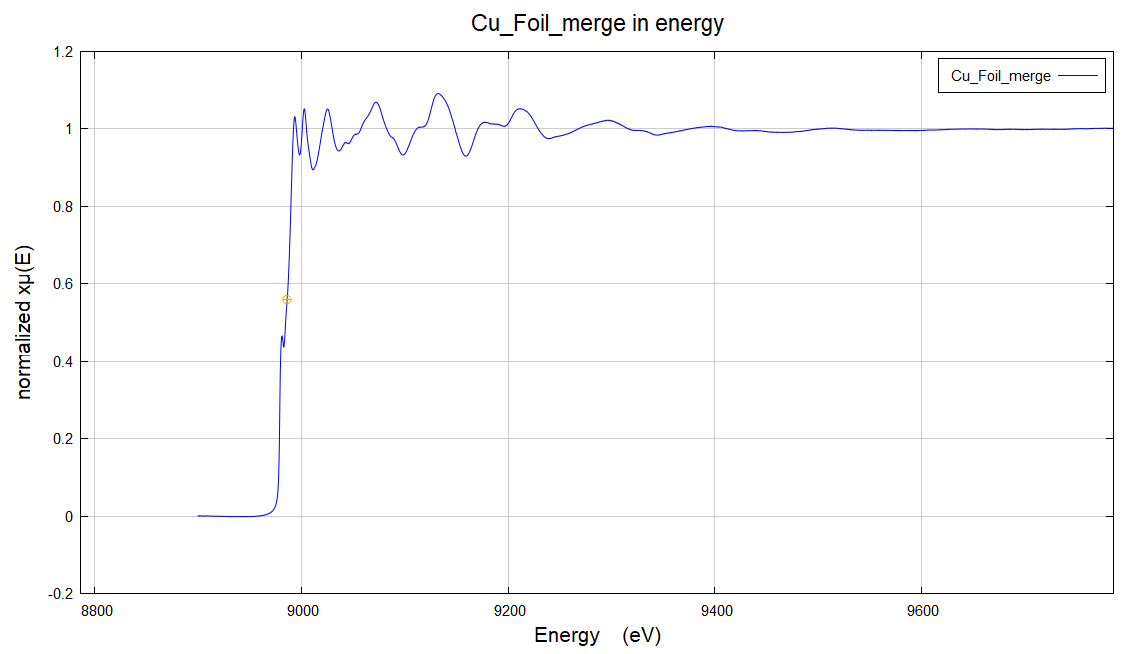 Cu_Foil_merge in energy
Cu_Foil_merge
1.2
1
0.8
0.6
0.4
0.2
0
-0.2
normalized xμ(E)
8800 9000 9200 9400 9600
Energy (eV)